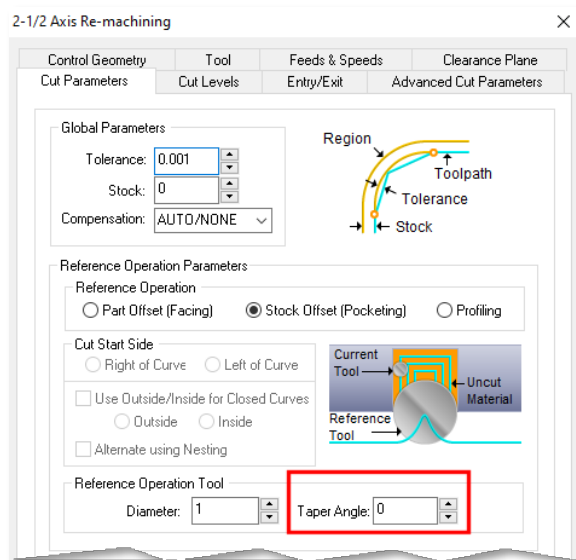 2-1/2 Axis Re-machining
Control Geometry Tool Feeds & Speeds Clearance Plane
Cut Parameters Cut Levels Entry/Exit Advanced Cut Parameters
Global Parameters
Tolerance: 0.001
Stock: 0
Compensation: AUTO/NONE
Region
Toolpath
Tolerance
Stock
Reference Operation Parameters
Reference Operation
Part Offset (Facing) Stock Offset (Pocketing) Profiling
Cut Start Side
Right of Curve Left of Curve
Use Outside/Inside for Closed Curves
Outside Inside
Alternate using Nesting
Current
Tool
Uncut
Material
Reference
Tool
Reference Operation Tool
Diameter: 1 Taper Angle: 0